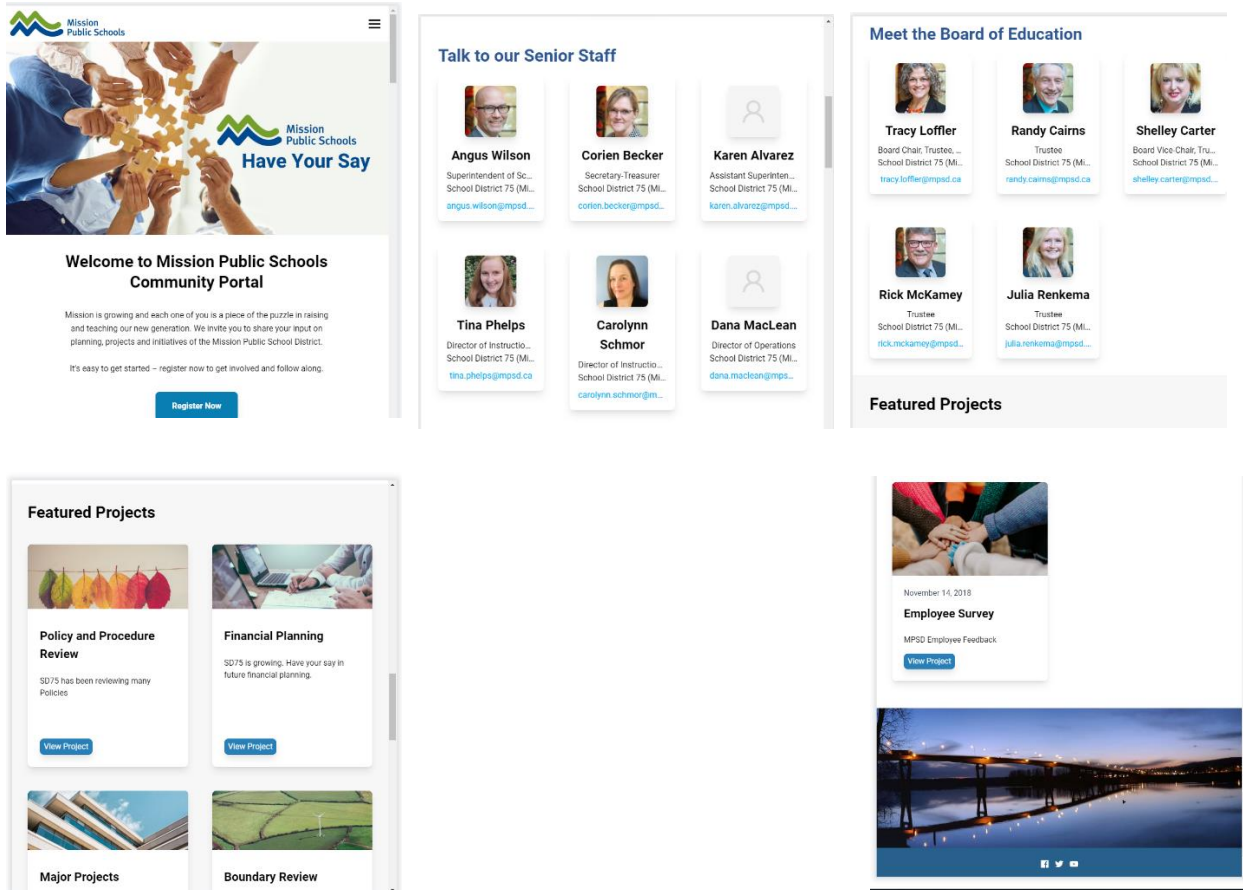 Mission
Public Schools
Mission
Public Schools
Have Your Say
Welcome to Mission Public Schools
Community Portal
Mission is growing and each one of you is a piece of the puzzle in raising
and teaching our new generation. We invite you to share your input on
planning, projects and initiatives of the Mission Public School District.
It's easy to get started – register now to get involved and follow along.
Register Now
Talk to our Senior Staff
Angus Wilson
Superintendent of Sc...
School District 75 (Mi...
angus.wilson@mpsd....
Corien Becker
Secretary-Treasurer
School District 75 (Mi...
corien.becker@mpsd...
Karen Alvarez
Assistant Superinten...
School District 75 (Mi...
karen.alvarez@mpsd....
Tina Phelps
Director of Instructio...
School District 75 (Mi...
tina.phelps@mpsd.ca
Carolynn
Schmor
Director of Instructio...
School District 75 (Mi...
carolynn.schmor@m...
Dana MacLean
Director of Operations
School District 75 (Mi...
dana.maclean@mps...
Meet the Board of Education
Tracy Loffler
Board Chair, Trustee, ...
School District 75 (Mi...
tracy.loffler@mpsd.ca
Randy Cairns
Trustee
School District 75 (Mi...
randy.cairns@mpsd.ca
Shelley Carter
Board Vice-Chair, Tru...
School District 75 (Mi...
shelley.carter@mpsd...
Rick McKamey
Trustee
School District 75 (Mi...
rick.mckamey@mpsd...
Julia Renkema
Trustee
School District 75 (Mi...
julia.renkema@mpsd...
Featured Projects
Featured Projects
Policy and Procedure
Review
SD75 has been reviewing many
Policies
View Project
Financial Planning
SD75 is growing. Have your say in
future financial planning.
View Project
Major Projects
Boundary Review
November 14, 2018
Employee Survey
MPSD Employee Feedback
View Project